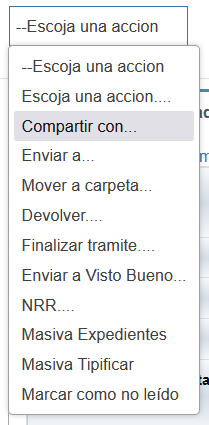 --Escoja una accion
--Escoja una accion
Escoja una accion....
Compartir con...
Enviar a...
Mover a carpeta...
Devolver....
Finalizar tramite....
Enviar a Visto Bueno...
NRR....
Masiva Expedientes
Masiva Tipificar
Marcar como no leído